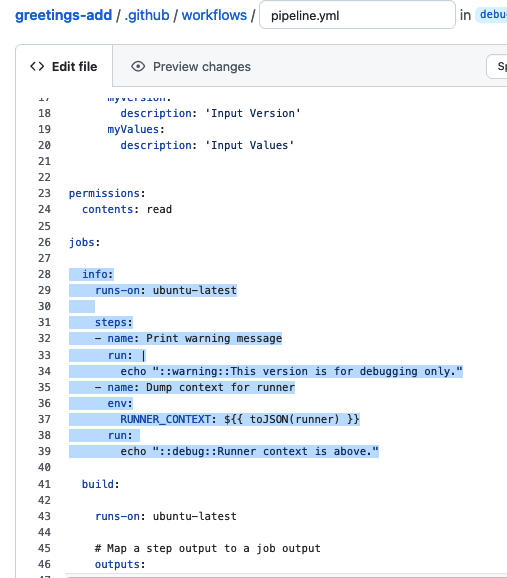 greetings-add / .github / workflows / pipeline.yml in debu
<> Edit file Preview changes Sp
17 myVersion:
18 description: 'Input Version'
19 myValues:
20 description: 'Input Values'
21
22
23 permissions:
24 contents: read
25
26 jobs:
27
28 info:
29 runs-on: ubuntu-latest
30
31 steps:
32 - name: Print warning message
33 run: |
34 echo "::warning::This version is for debugging only."
35 - name: Dump context for runner
36 env:
37 RUNNER_CONTEXT: ${{ toJSON(runner) }}
38 run:
39 echo "::debug::Runner context is above."
40
41 build:
42
43 runs-on: ubuntu-latest
44
45 # Map a step output to a job output
46 outputs: